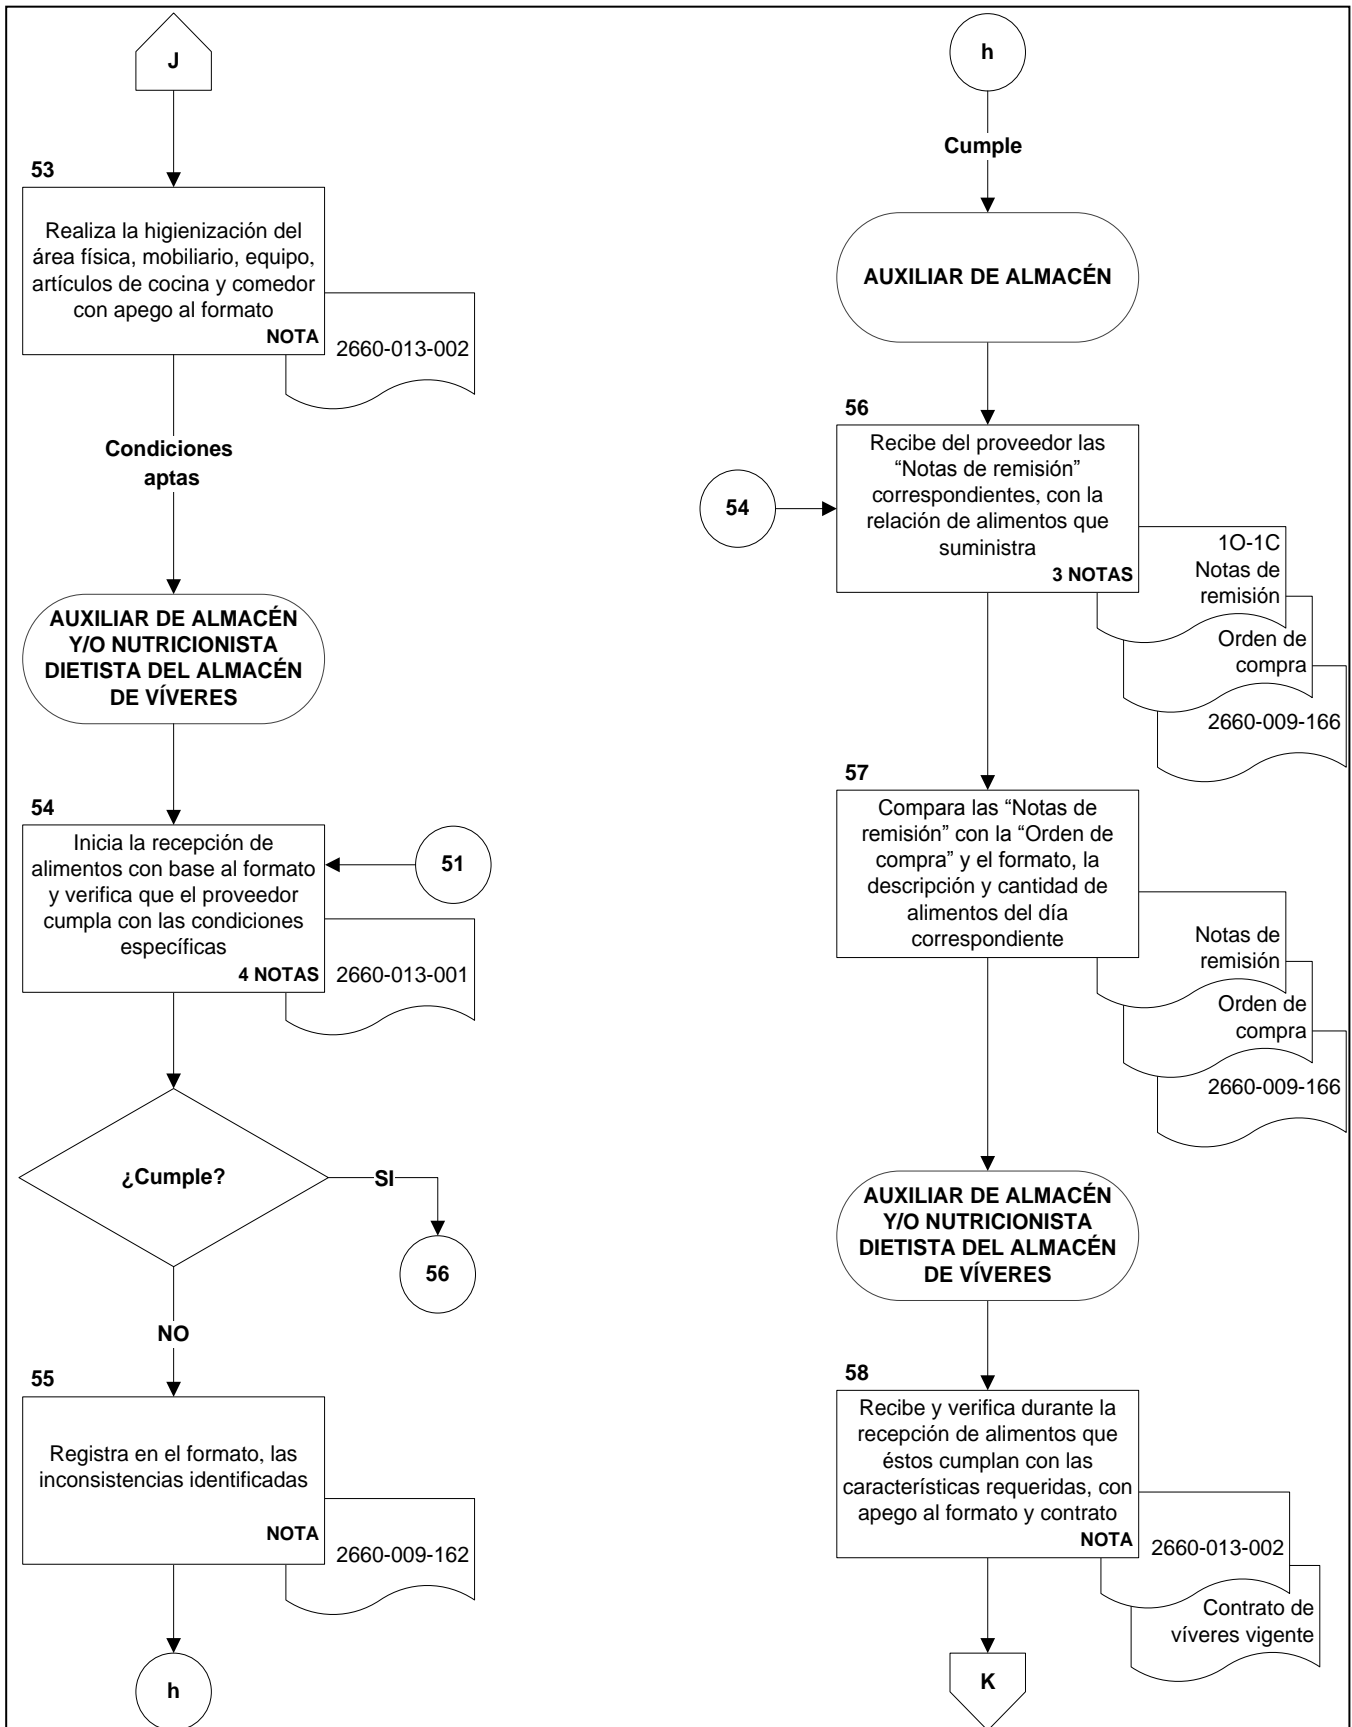 J
53
Realiza la higienización del
área física, mobiliario, equipo,
artículos de cocina y comedor
con apego al formato
NOTA
2660-013-002
Condiciones
aptas
AUXILIAR DE ALMACÉN
Y/O NUTRICIONISTA
DIETISTA DEL ALMACÉN
DE VÍVERES
54
Inicia la recepción de
alimentos con base al formato
y verifica que el proveedor
cumpla con las condiciones
específicas
4 NOTAS
2660-013-001
51
¿Cumple?
SI
56
NO
55
Registra en el formato, las
inconsistencias identificadas
NOTA
2660-009-162
h
h
Cumple
AUXILIAR DE ALMACÉN
56
Recibe del proveedor las
“Notas de remisión”
correspondientes, con la
relación de alimentos que
suministra
3 NOTAS
54
1O-1C
Notas de
remisión
Orden de
compra
2660-009-166
57
Compara las “Notas de
remisión” con la “Orden de
compra” y el formato, la
descripción y cantidad de
alimentos del día
correspondiente
Notas de
remisión
Orden de
compra
2660-009-166
AUXILIAR DE ALMACÉN
Y/O NUTRICIONISTA
DIETISTA DEL ALMACÉN
DE VÍVERES
58
Recibe y verifica durante la
recepción de alimentos que
éstos cumplan con las
características requeridas, con
apego al formato y contrato
NOTA
2660-013-002
Contrato de
víveres vigente
K